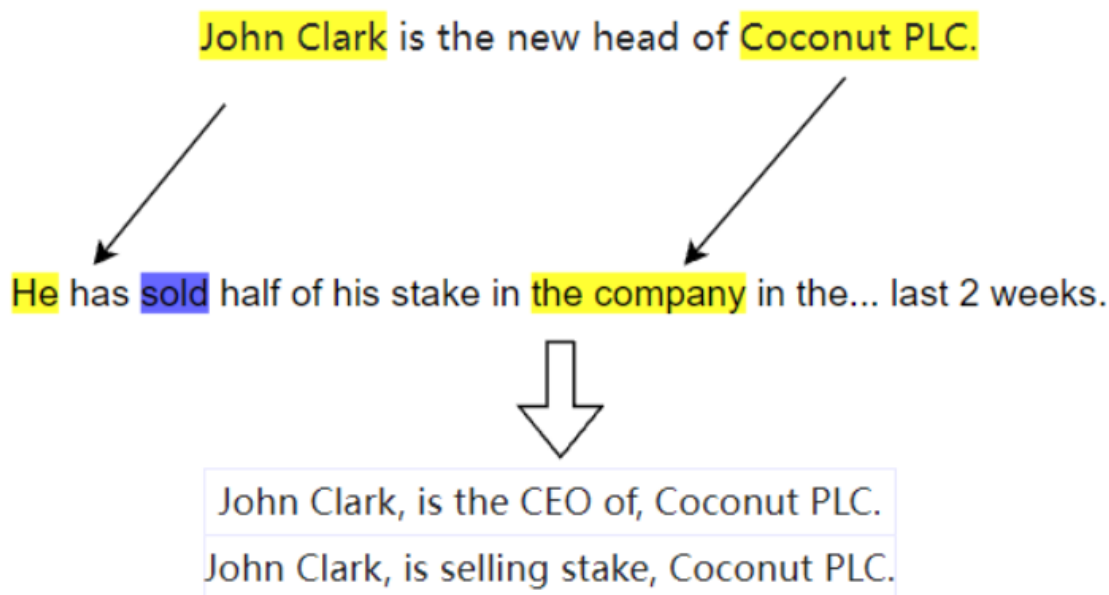 John Clark is the new head of Coconut PLC.
He has sold half of his stake in the company in the... last 2 weeks.
John Clark, is the CEO of, Coconut PLC.
John Clark, is selling stake, Coconut PLC.